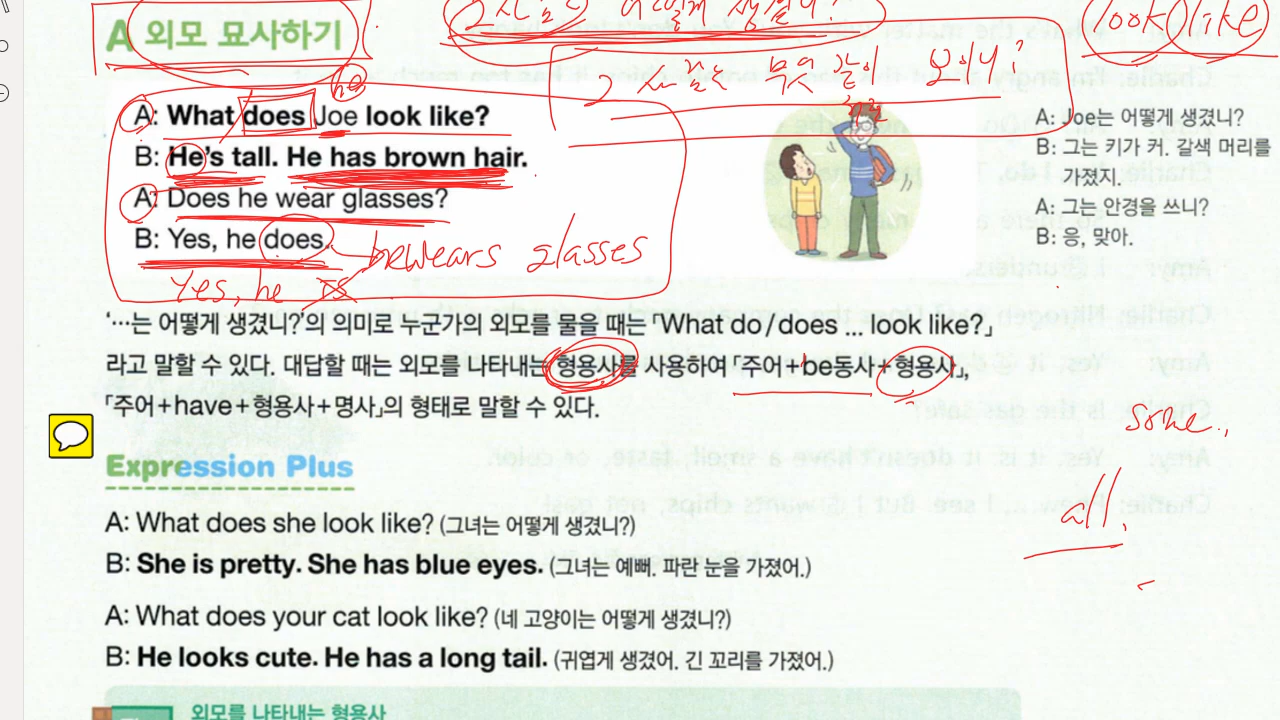 look like
A 외모 묘사하기
A: What does Joe look like?
B: He's tall. He has brown hair.
A: Does he wear glasses?
B: Yes, he does.
wears glasses
Yes, he is
A: Joe는 어떻게 생겼니?
B: 그는 키가 커. 갈색 머리를
가졌지.
A: 그는 안경을 쓰니?
B: 응, 맞아.
‘…는 어떻게 생겼니?’의 의미로 누군가의 외모를 물을 때는 「What do/does ... look like?」
라고 말할 수 있다. 대답할 때는 외모를 나타내는 형용사를 사용하여 「주어+be동사+형용사」,
「주어+have+형용사+명사」의 형태로 말할 수 있다.
all.
Expression Plus
A: What does she look like? (그녀는 어떻게 생겼니?)
B: She is pretty. She has blue eyes. (그녀는 예뻐. 파란 눈을 가졌어.)
A: What does your cat look like? (네 고양이는 어떻게 생겼니?)
B: He looks cute. He has a long tail. (귀엽게 생겼어. 긴 꼬리를 가졌어.)
외모를 나타내는 형용사